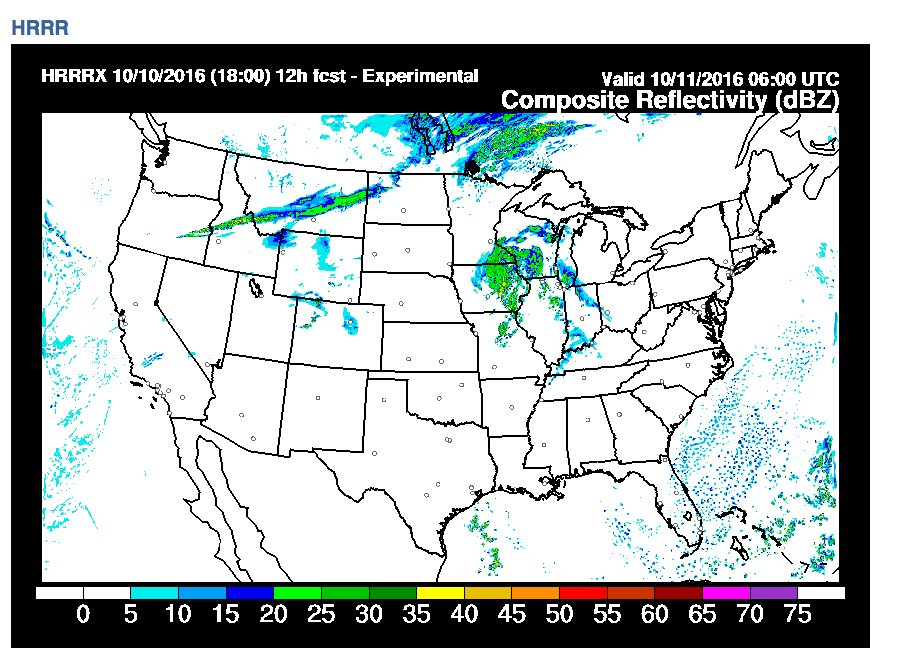 HRRR
HRRRX 10/10/2016 (18:00) 12h fcst - Experimental
Valid 10/11/2016 06:00 UTC
Composite Reflectivity (dBZ)
0 5 10 15 20 25 30 35 40 45 50 55 60 65 70 75